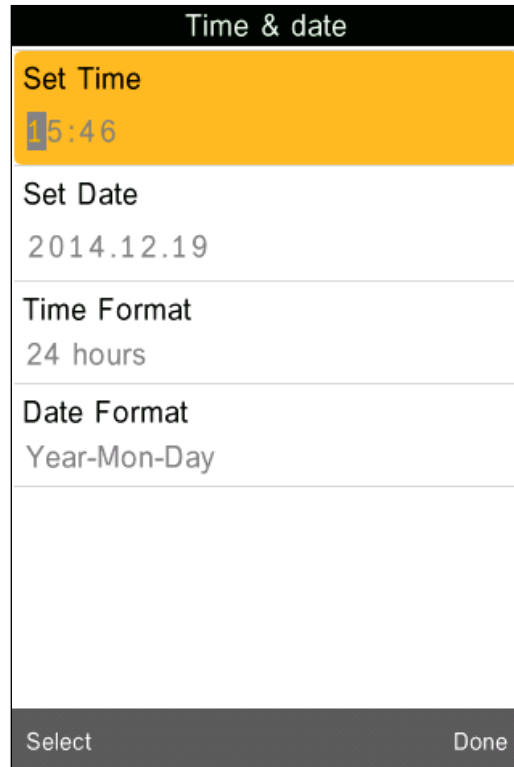 Time & date
Set Time
15:46
Set Date
2014.12.19
Time Format
24 hours
Date Format
Year-Mon-Day
Select Done